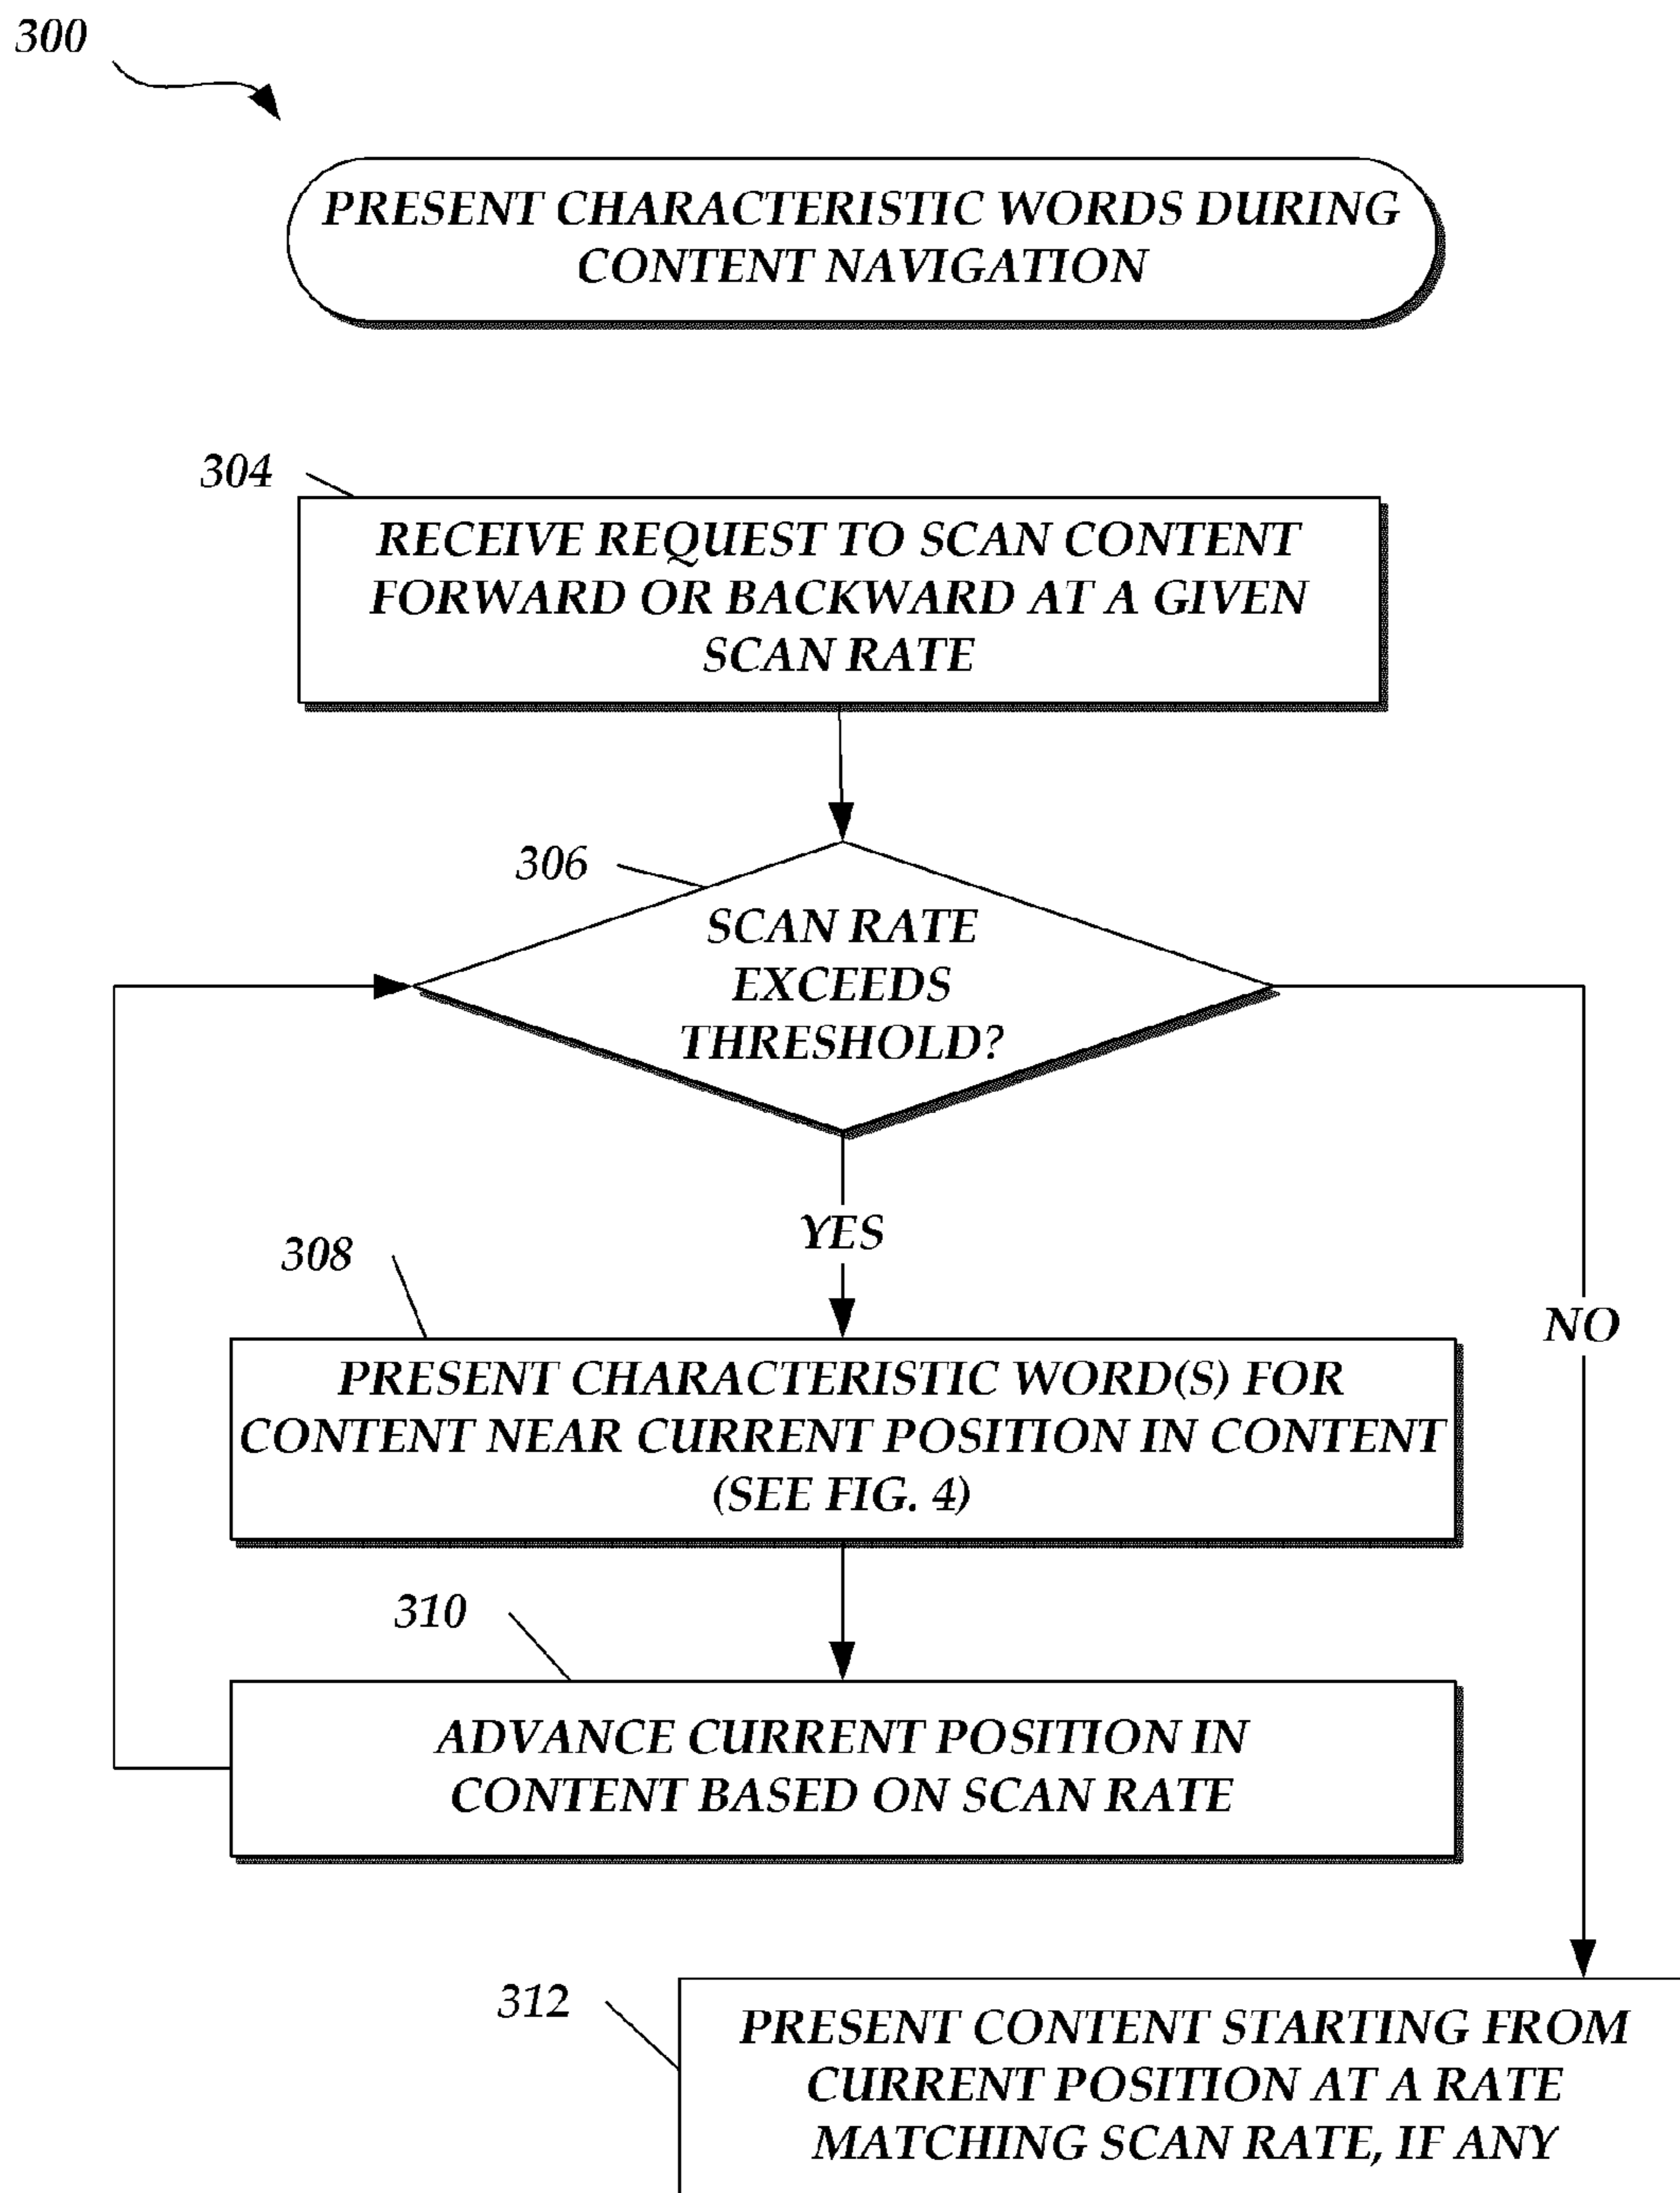 300
PRESENT CHARACTERISTIC WORDS DURING
CONTENT NAVIGATION
304
RECEIVE REQUEST TO SCAN CONTENT
FORWARD OR BACKWARD AT A GIVEN
SCAN RATE
306
SCAN RATE
EXCEEDS
THRESHOLD?
YES
NO
308
PRESENT CHARACTERISTIC WORD(S) FOR
CONTENT NEAR CURRENT POSITION IN CONTENT
(SEE FIG. 4)
310
ADVANCE CURRENT POSITION IN
CONTENT BASED ON SCAN RATE
312
PRESENT CONTENT STARTING FROM
CURRENT POSITION AT A RATE
MATCHING SCAN RATE, IF ANY